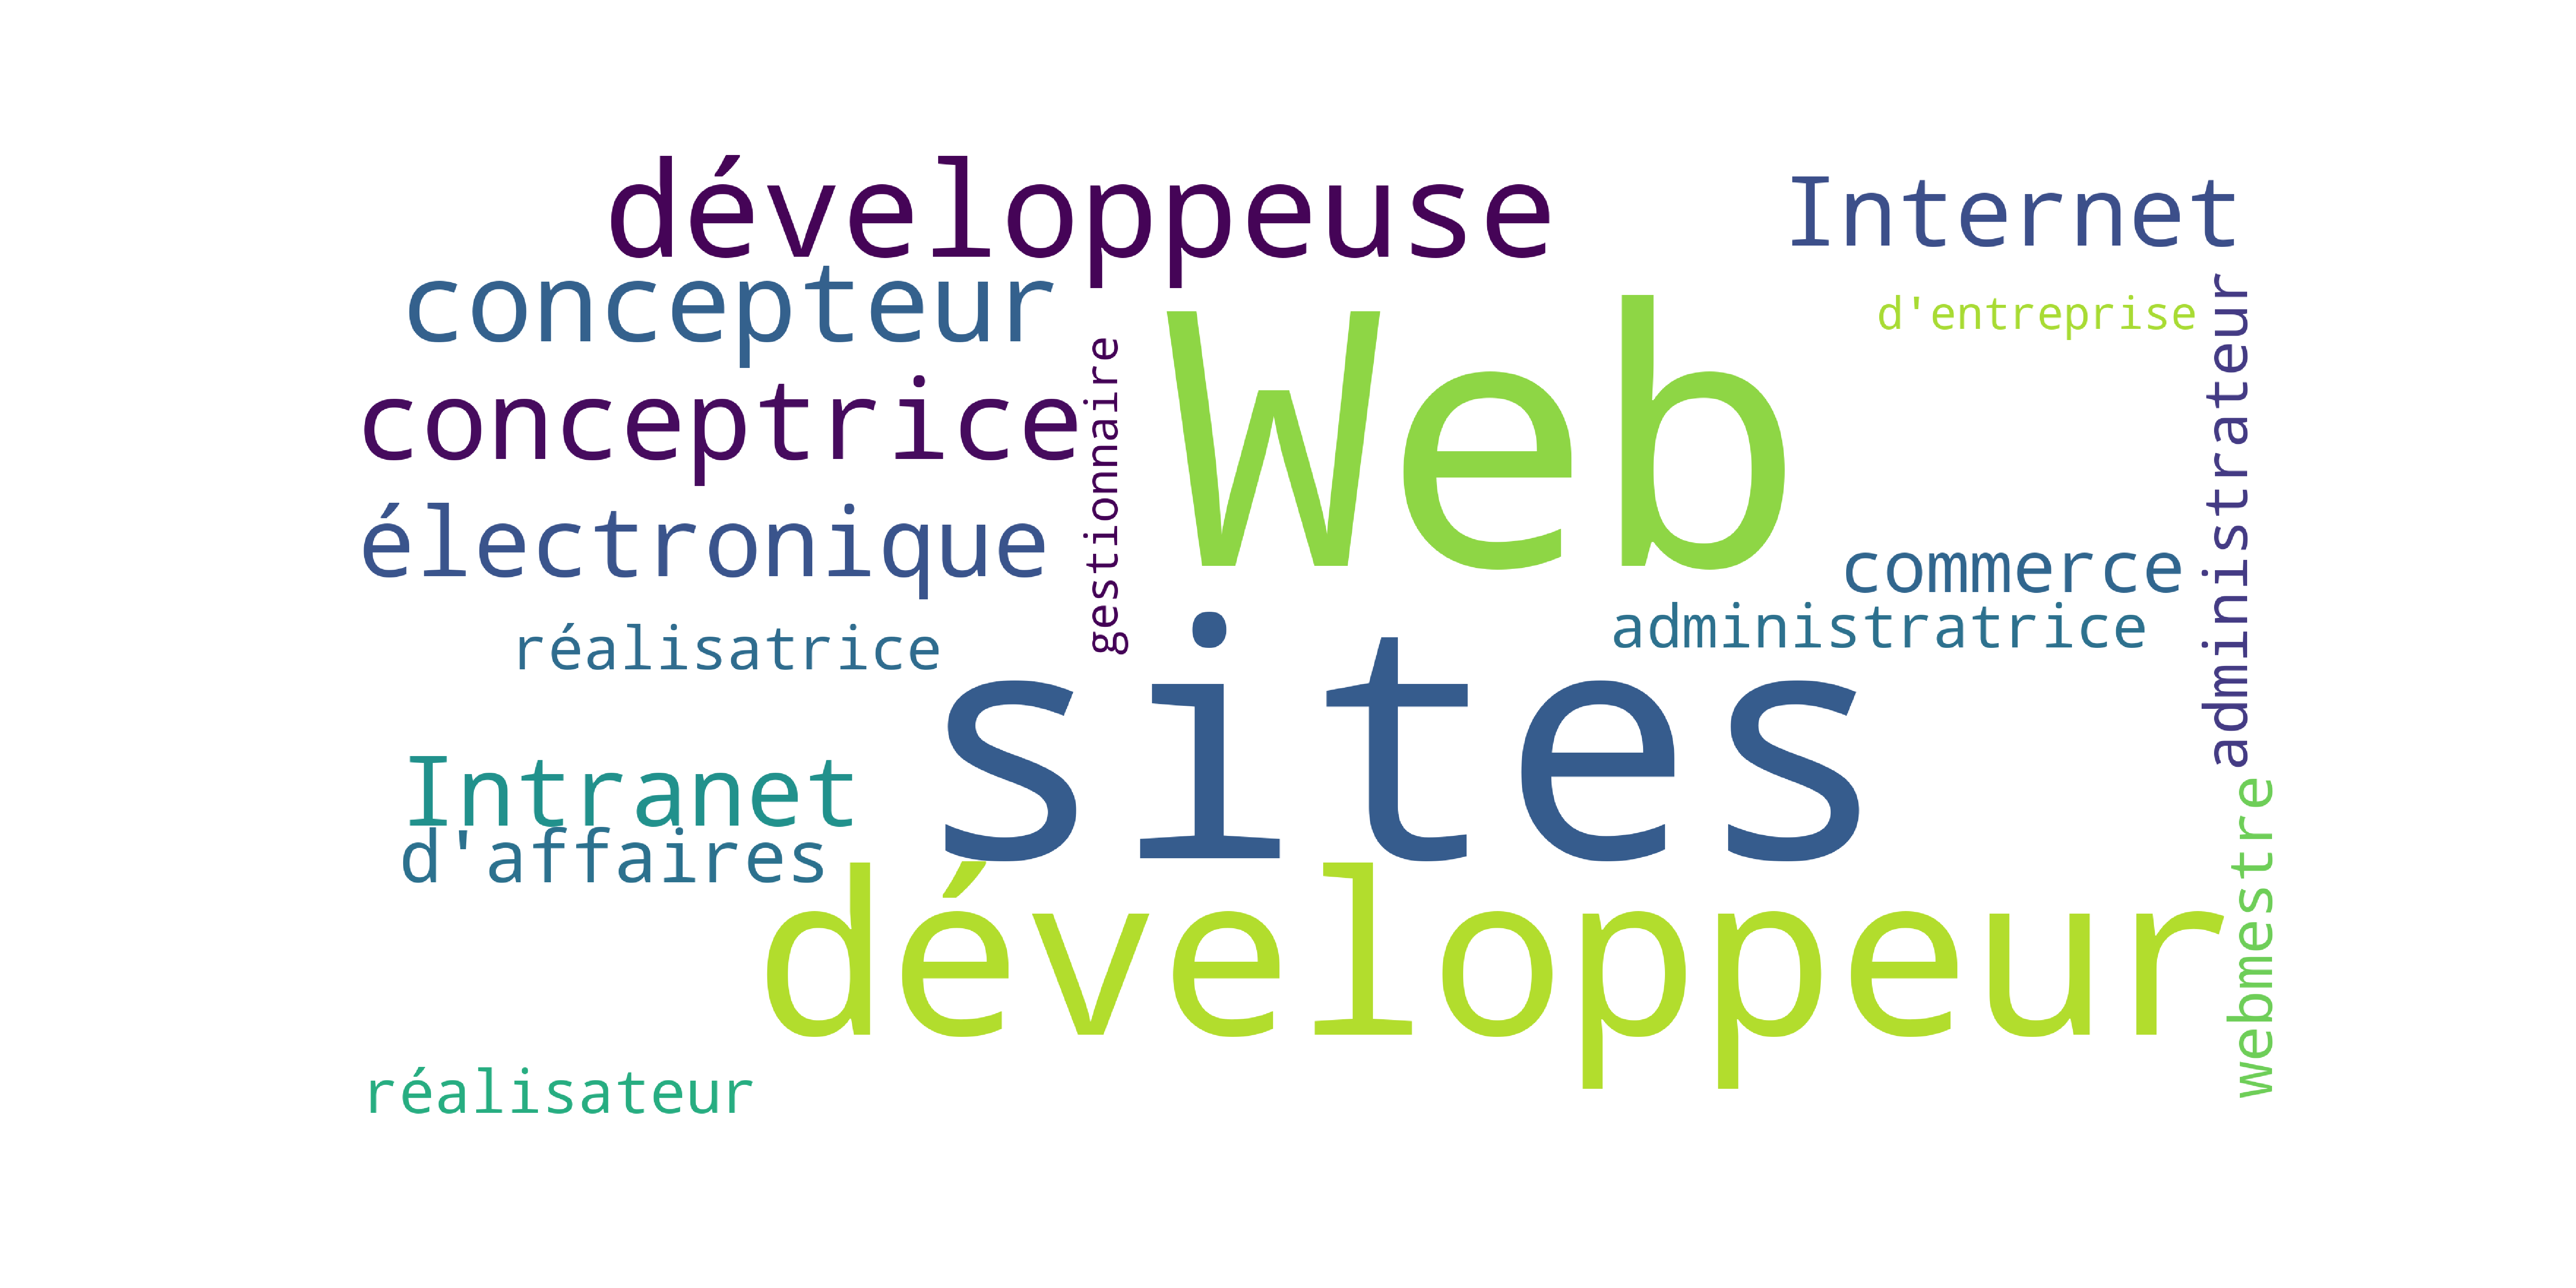 développeuse
Internet
concepteur
d'entreprise
administrateur
Web
gestionnaire
conceptrice
électronique
commerce
administratrice
réalisatrice
sites
Intranet
d'affaires
webmestre
développeur
réalisateur